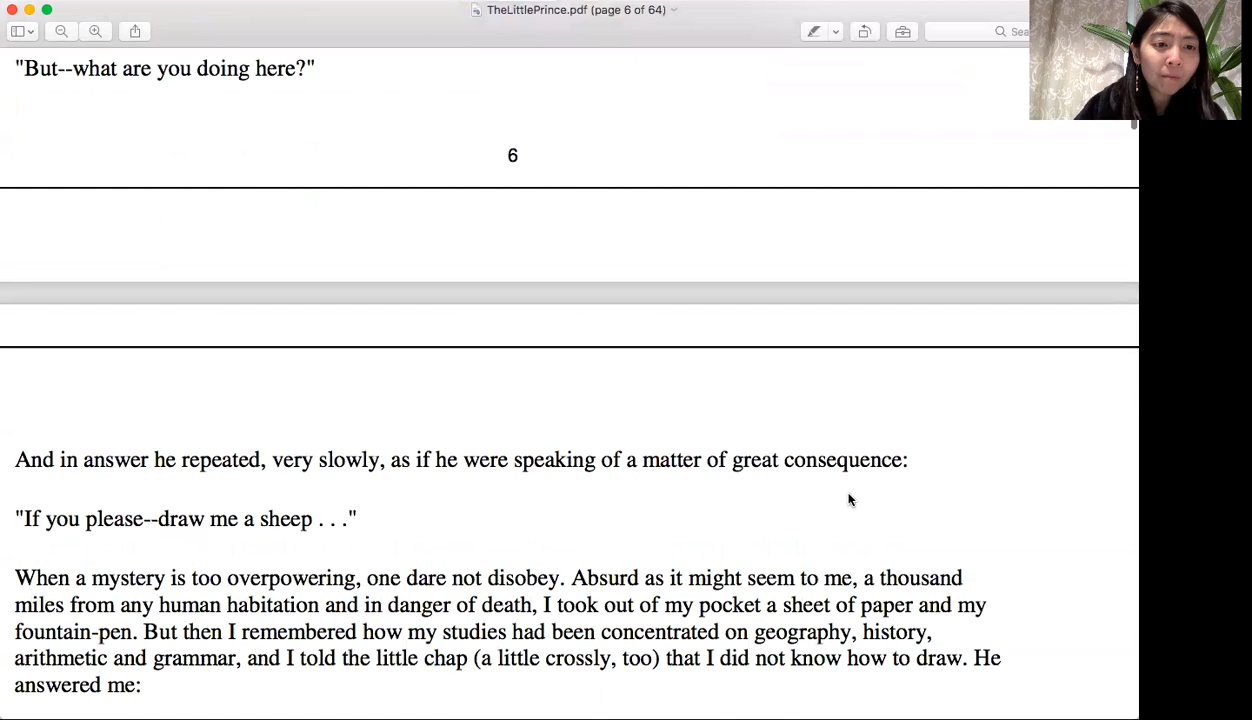 TheLittlePrince.pdf (page 6 of 64)
Sea
"But--what are you doing here?"
6
And in answer he repeated, very slowly, as if he were speaking of a matter of great consequence:
"If you please--draw me a sheep . . ."
When a mystery is too overpowering, one dare not disobey. Absurd as it might seem to me, a thousand
miles from any human habitation and in danger of death, I took out of my pocket a sheet of paper and my
fountain-pen. But then I remembered how my studies had been concentrated on geography, history,
arithmetic and grammar, and I told the little chap (a little crossly, too) that I did not know how to draw. He
answered me: